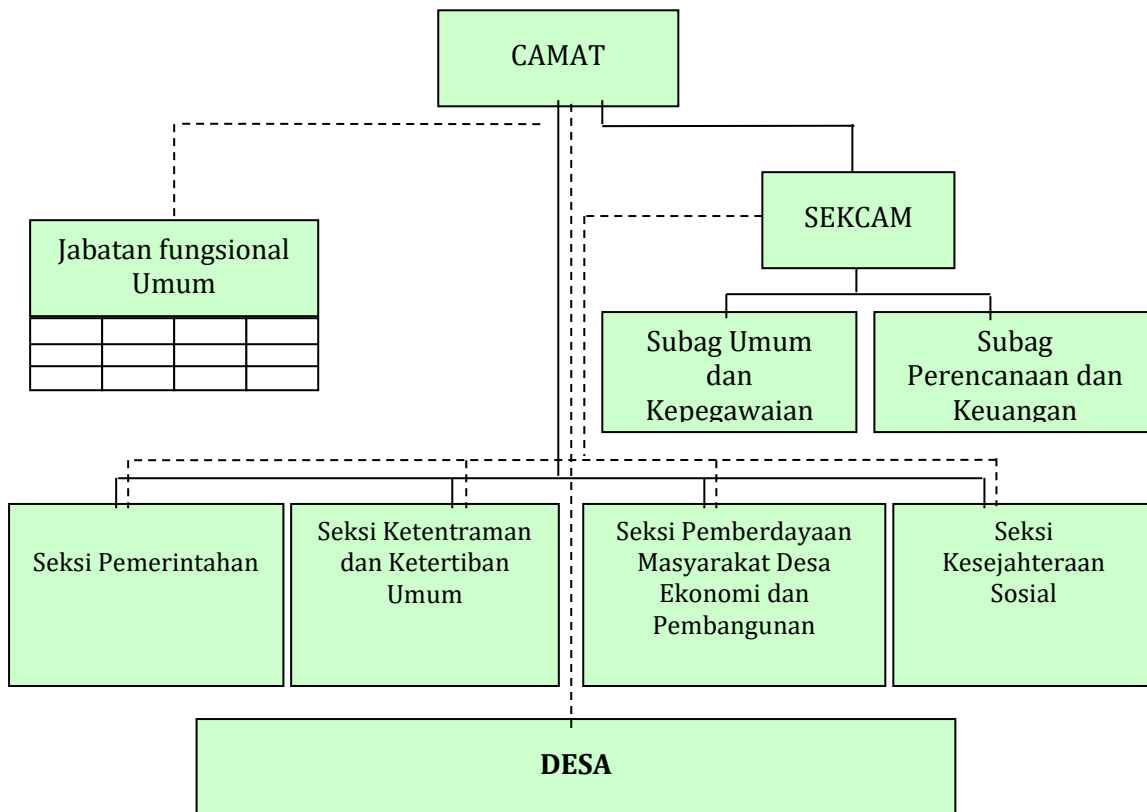 CAMAT
SEKCAM
Jabatan fungsional
Umum
Subag Umum
dan
Kepegawaian
Subag
Perencanaan dan
Keuangan
Seksi Pemerintahan
Seksi Ketentraman
dan Ketertiban
Umum
Seksi Pemberdayaan
Masyarakat Desa
Ekonomi dan
Pembangunan
Seksi
Kesejahteraan
Sosial
DESA